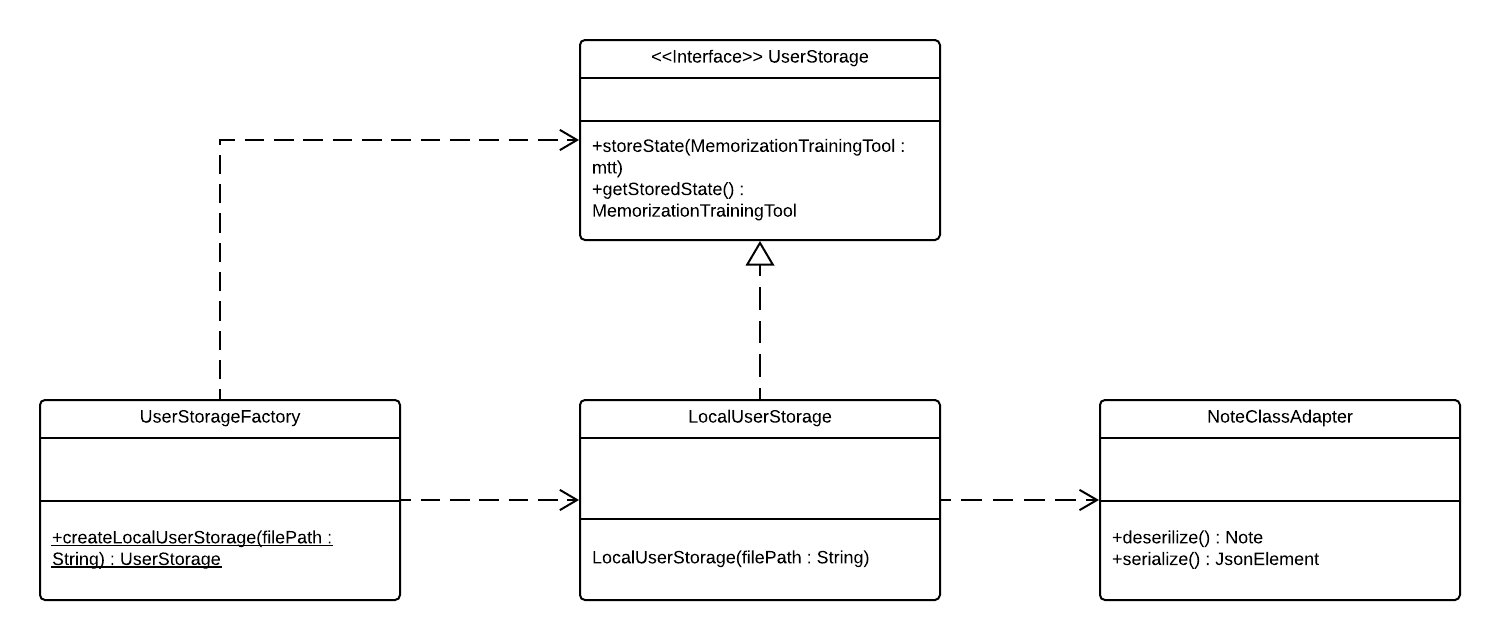 <<Interface>> UserStorage
+storeState(MemorizationTrainingTool :
mtt)
+getStoredState() :
MemorizationTrainingTool
UserStorageFactory
+createLocalUserStorage(filePath :
String) : UserStorage
LocalUserStorage
LocalUserStorage(filePath : String)
NoteClassAdapter
+deserilize() : Note
+serialize() : JsonElement